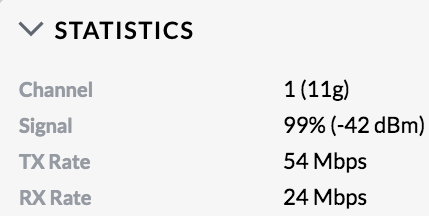 STATISTICS
Channel 1 (11g)
Signal 99% (-42 dBm)
TX Rate 54 Mbps
RX Rate 24 Mbps